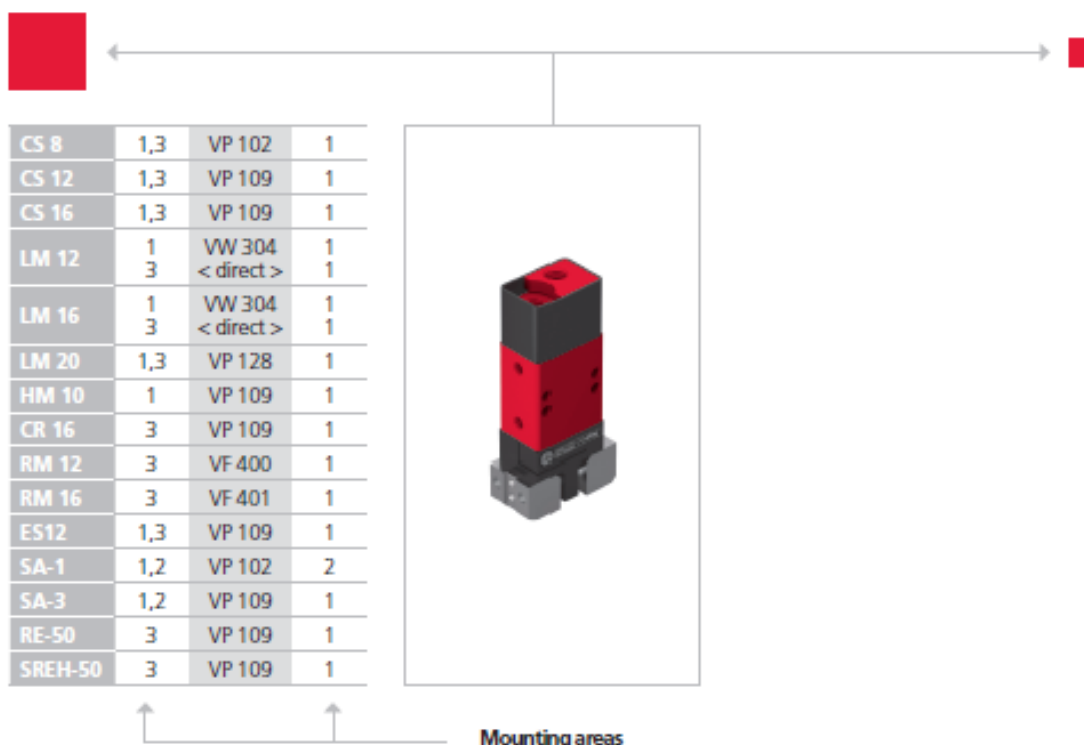 CS 8 1,3 VP 102 1
CS 12 1,3 VP 109 1
CS 16 1,3 VP 109 1
LM 12 1 VW 304 1
3 < direct > 1
LM 16 1 VW 304 1
3 < direct > 1
LM 20 1,3 VP 128 1
HM 10 1 VP 109 1
CR 16 3 VP 109 1
RM 12 3 VF 400 1
RM 16 3 VF 401 1
ES12 1,3 VP 109 1
SA-1 1,2 VP 102 2
SA-3 1,2 VP 109 1
RE-50 3 VP 109 1
SREH-50 3 VP 109 1
Mounting areas